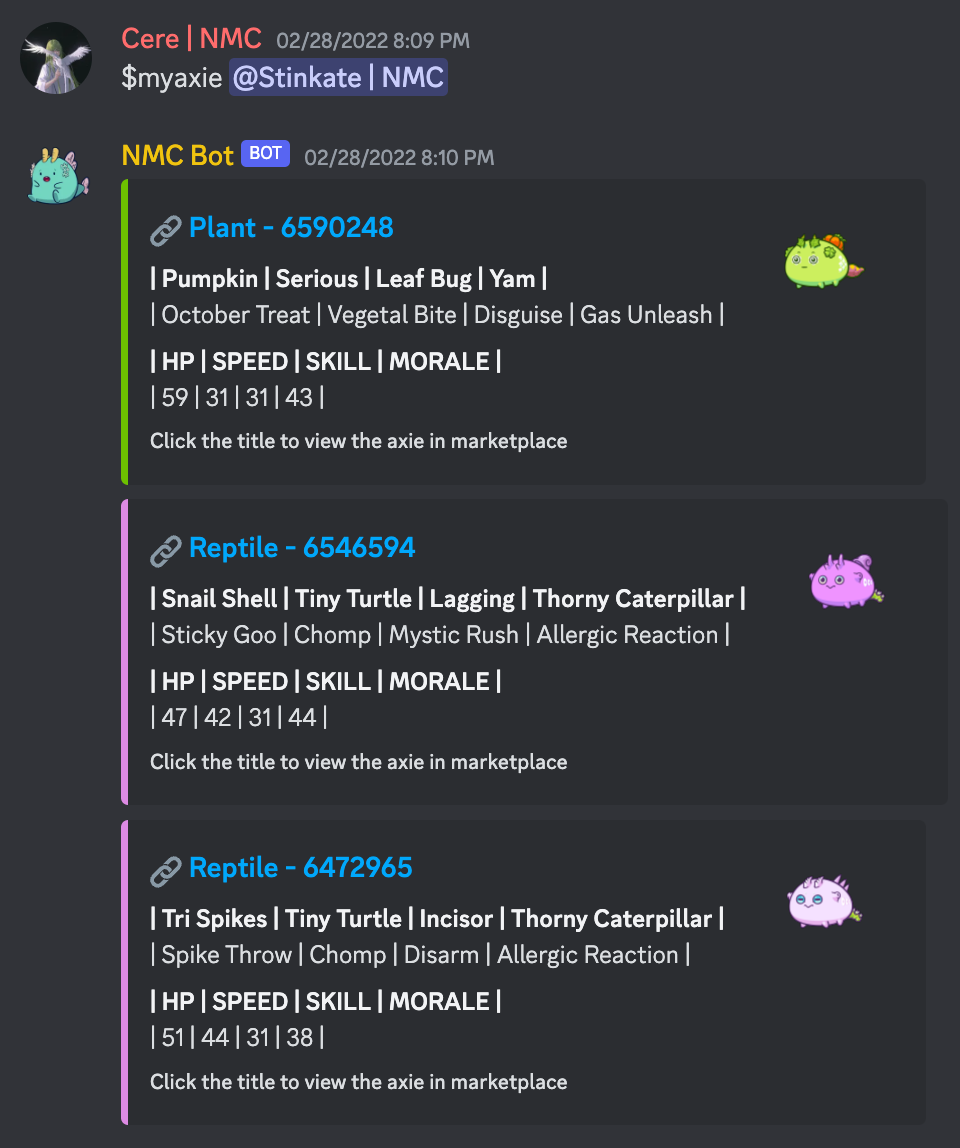 Cere | NMC 02/28/2022 8:09 PM
$myaxie @Stinkate | NMC
NMC Bot BOT 02/28/2022 8:10 PM
Plant - 6590248
| Pumpkin | Serious | Leaf Bug | Yam |
| October Treat | Vegetal Bite | Disguise | Gas Unleash |
| HP | SPEED | SKILL | MORALE |
| 59 | 31 | 31 | 43 |
Click the title to view the axie in marketplace
Reptile - 6546594
| Snail Shell | Tiny Turtle | Lagging | Thorny Caterpillar |
| Sticky Goo | Chomp | Mystic Rush | Allergic Reaction |
| HP | SPEED | SKILL | MORALE |
| 47 | 42 | 31 | 44 |
Click the title to view the axie in marketplace
Reptile - 6472965
| Tri Spikes | Tiny Turtle | Incisor | Thorny Caterpillar |
| Spike Throw | Chomp | Disarm | Allergic Reaction |
| HP | SPEED | SKILL | MORALE |
| 51 | 44 | 31 | 38 |
Click the title to view the axie in marketplace